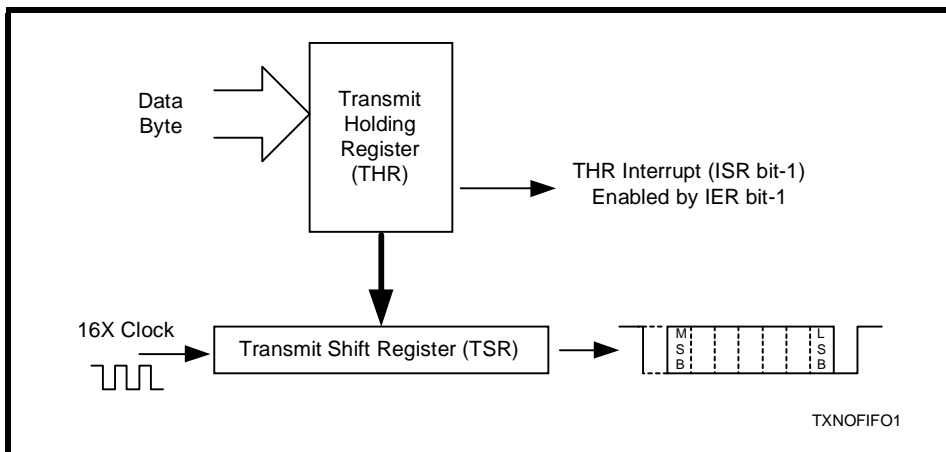 Data
Byte
Transmit
Holding
Register
(THR)
THR Interrupt (ISR bit-1)
Enabled by IER bit-1
16X Clock
Transmit Shift Register (TSR)
M
S
B
L
S
B
TXNOFIFO1